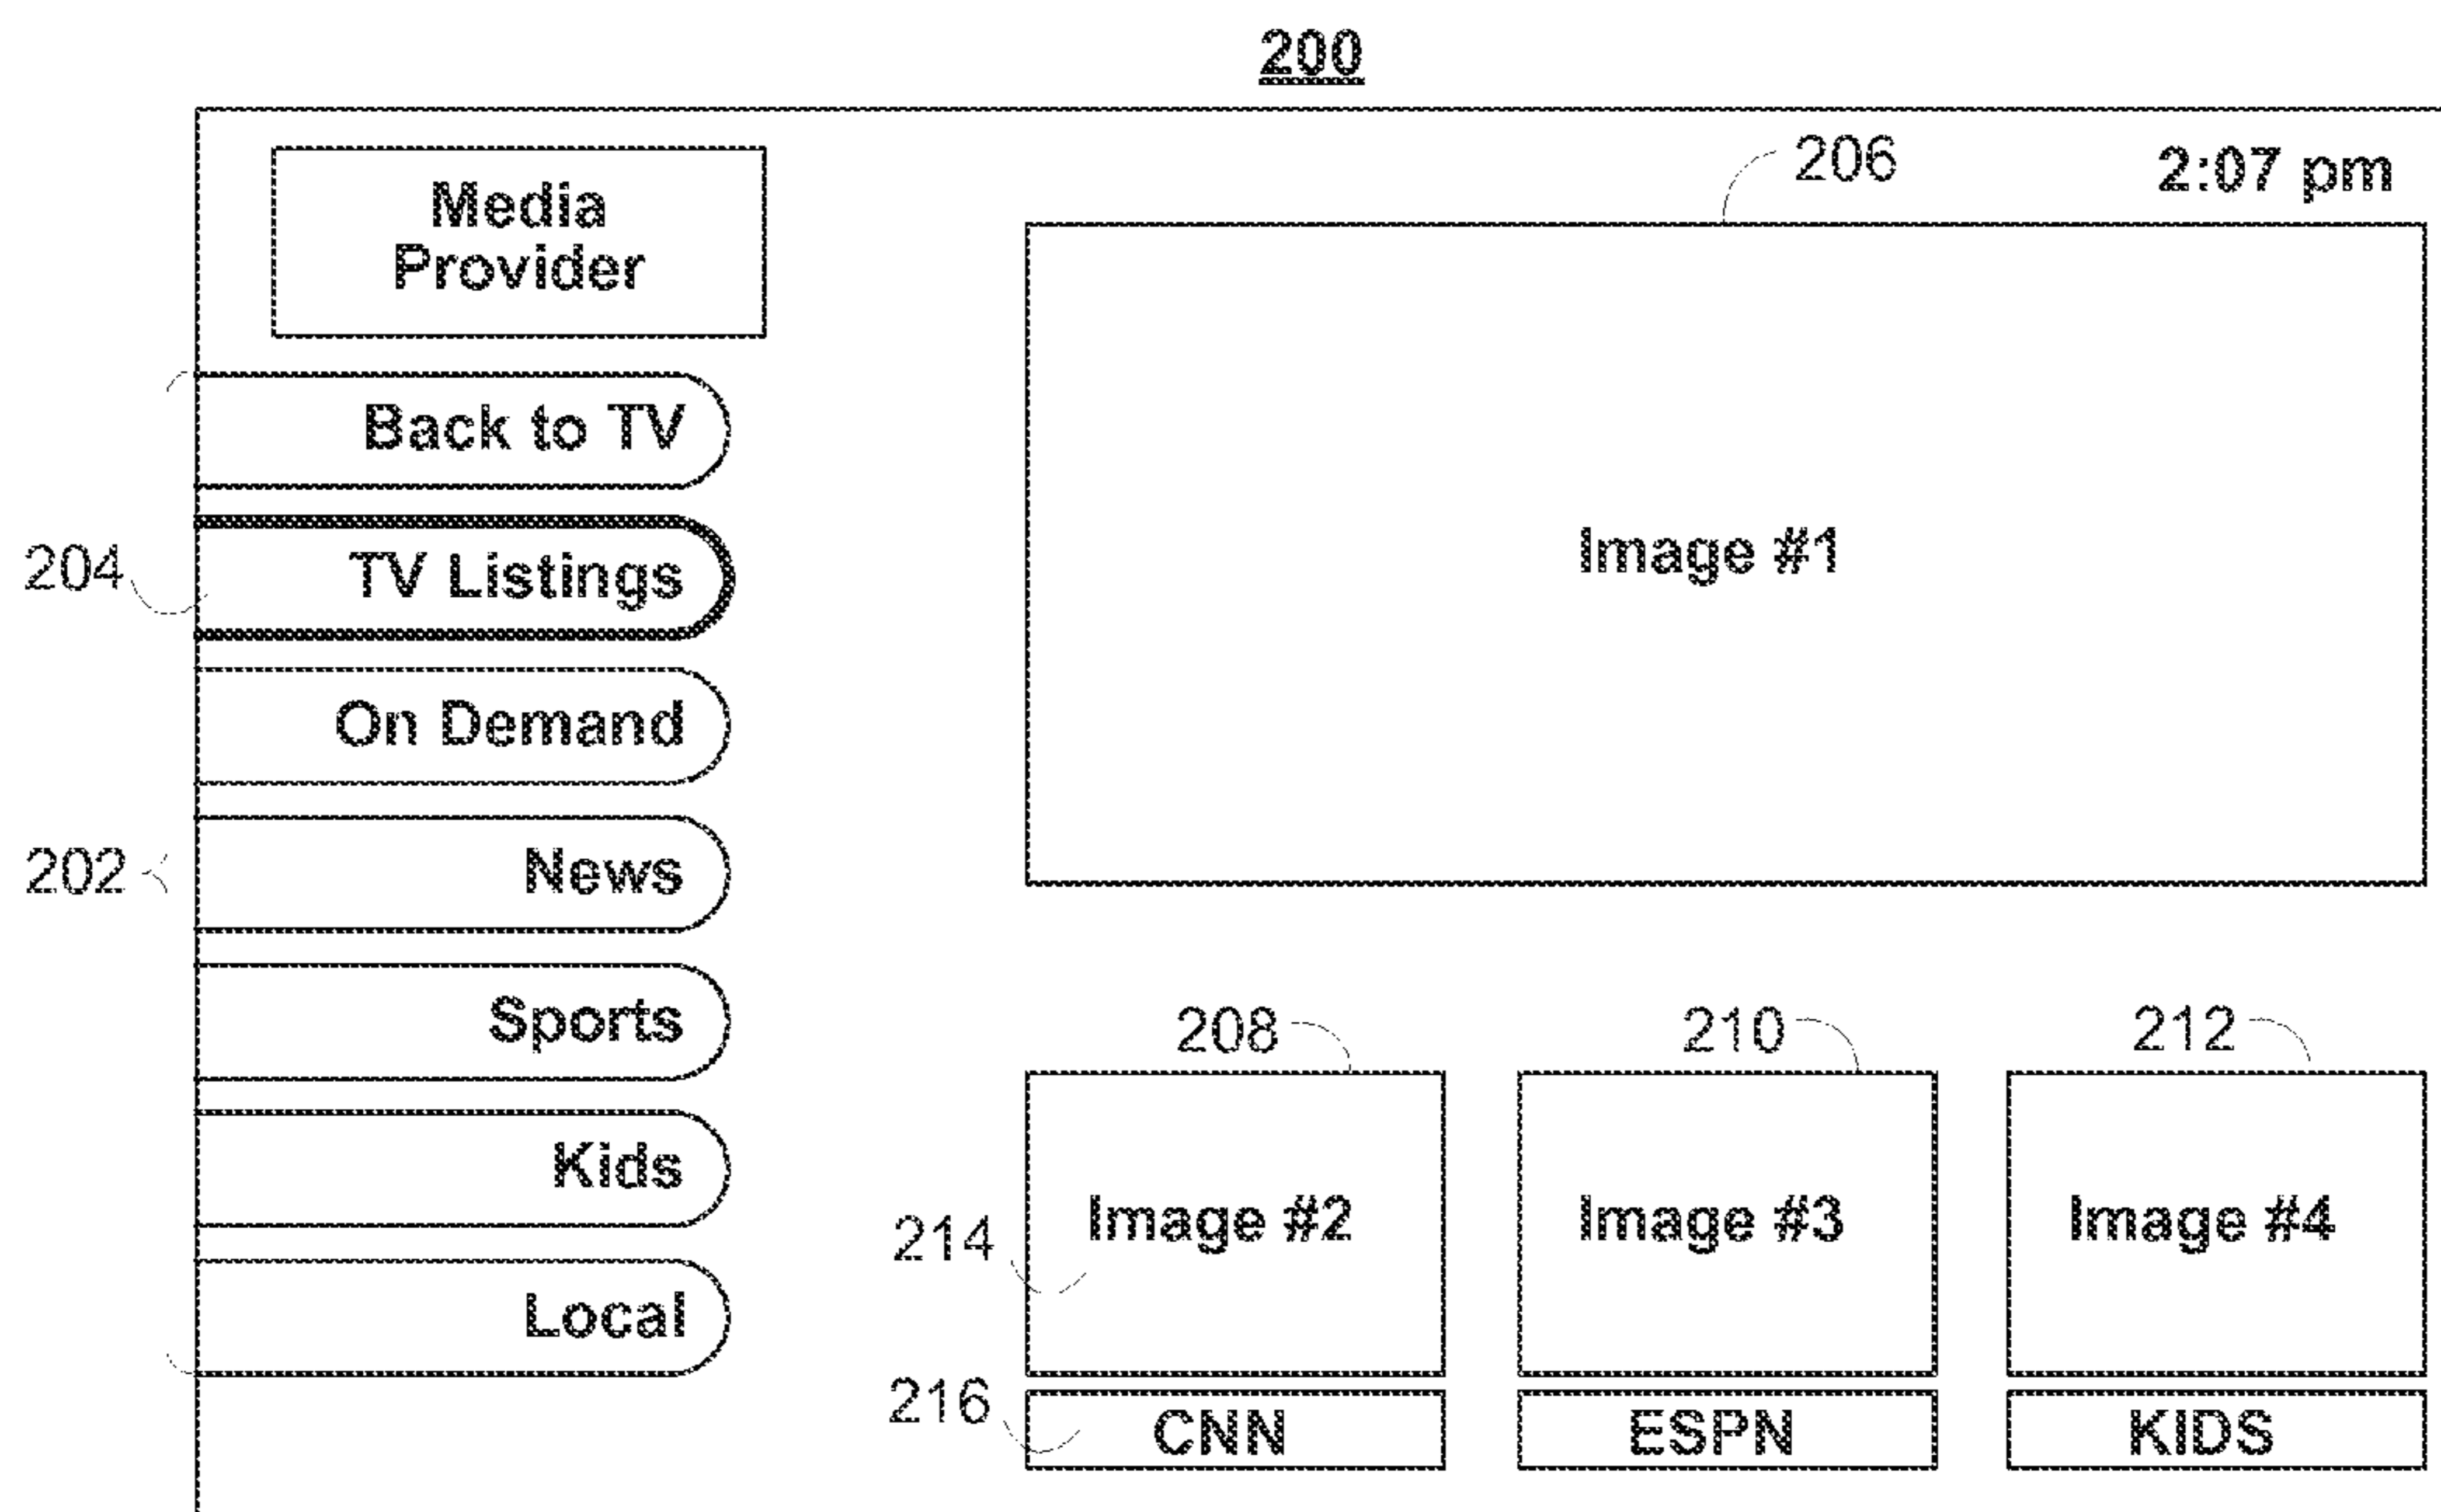 200
206
2:07 pm
Media
Provider
Back to TV
204
TV Listings
Image #1
On Demand
202
News
Sports
208
210
212
Kids
214
Image #2
Image #3
Image #4
Local
216
CNN
ESPN
KIDS